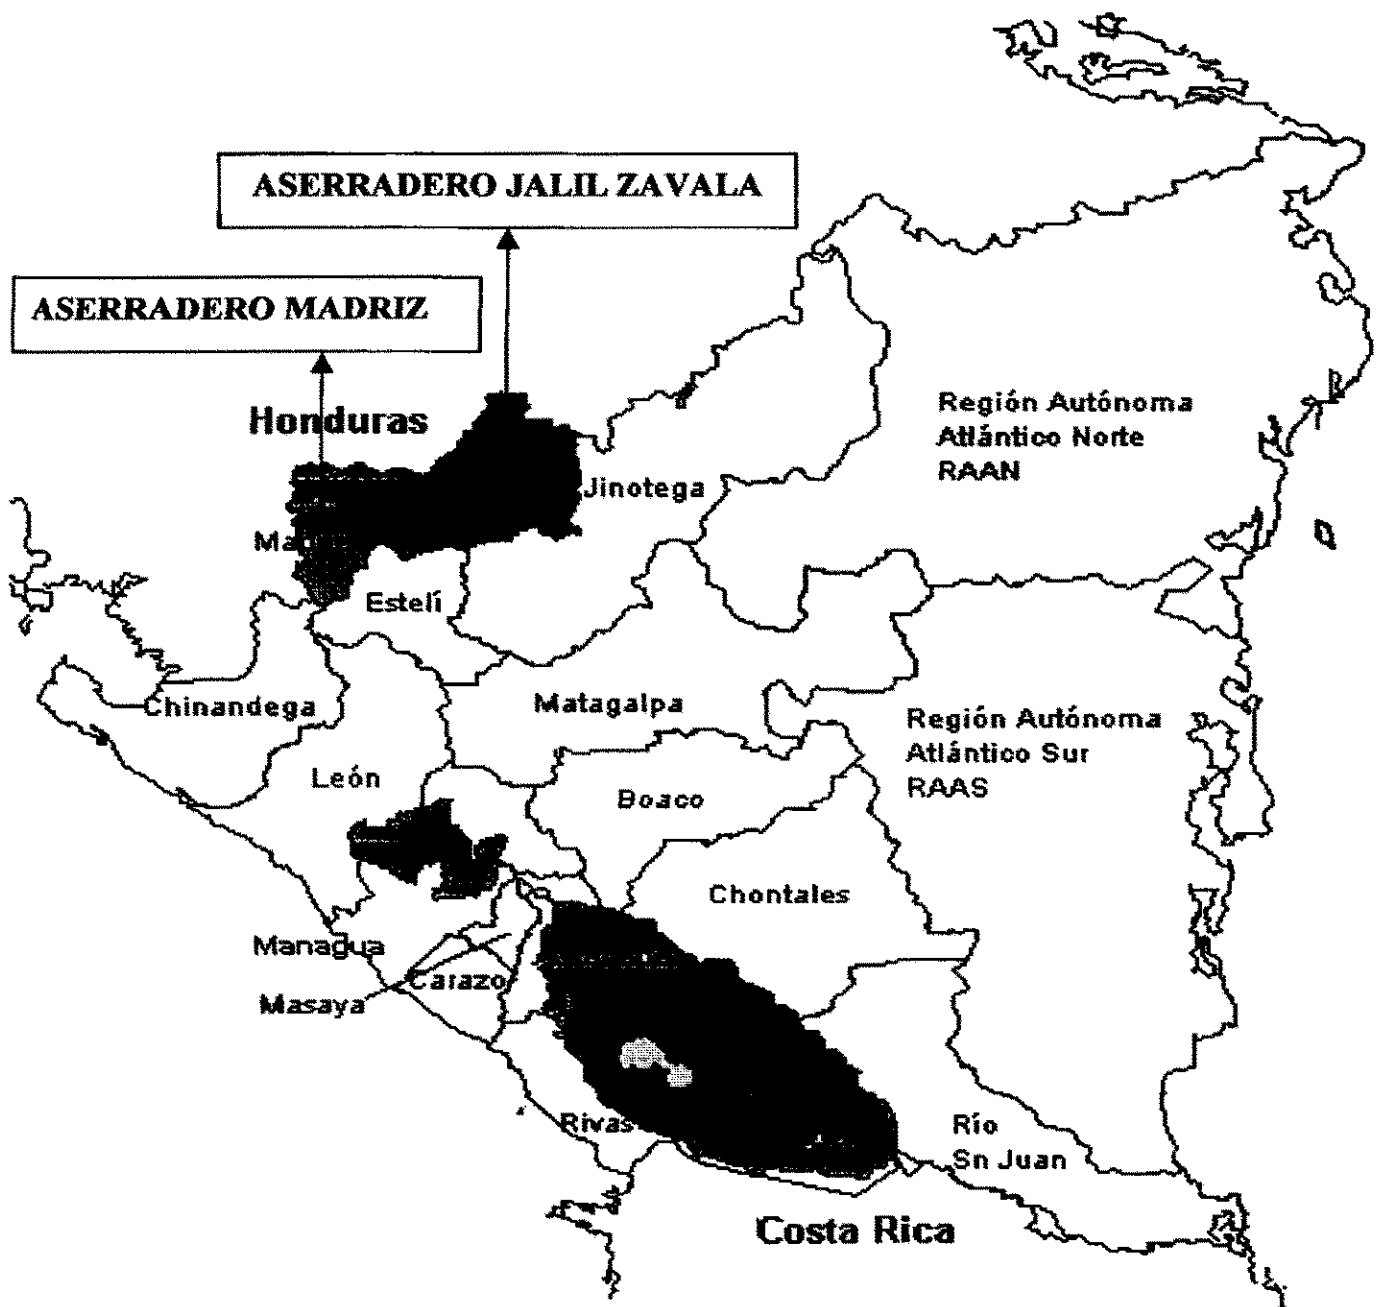 ASERRADERO JALIL ZAVALA
ASERRADERO MADRIZ
Honduras
Región Autónoma
Atlántico Norte
RAAN
Jinotega
Estelí
Chinandega
Matagalpa
Región Autónoma
Atlántico Sur
RAAS
León
Boaco
Chontales
Managua
Carazo
Masaya
Rivas
Río
Sn Juan
Costa Rica